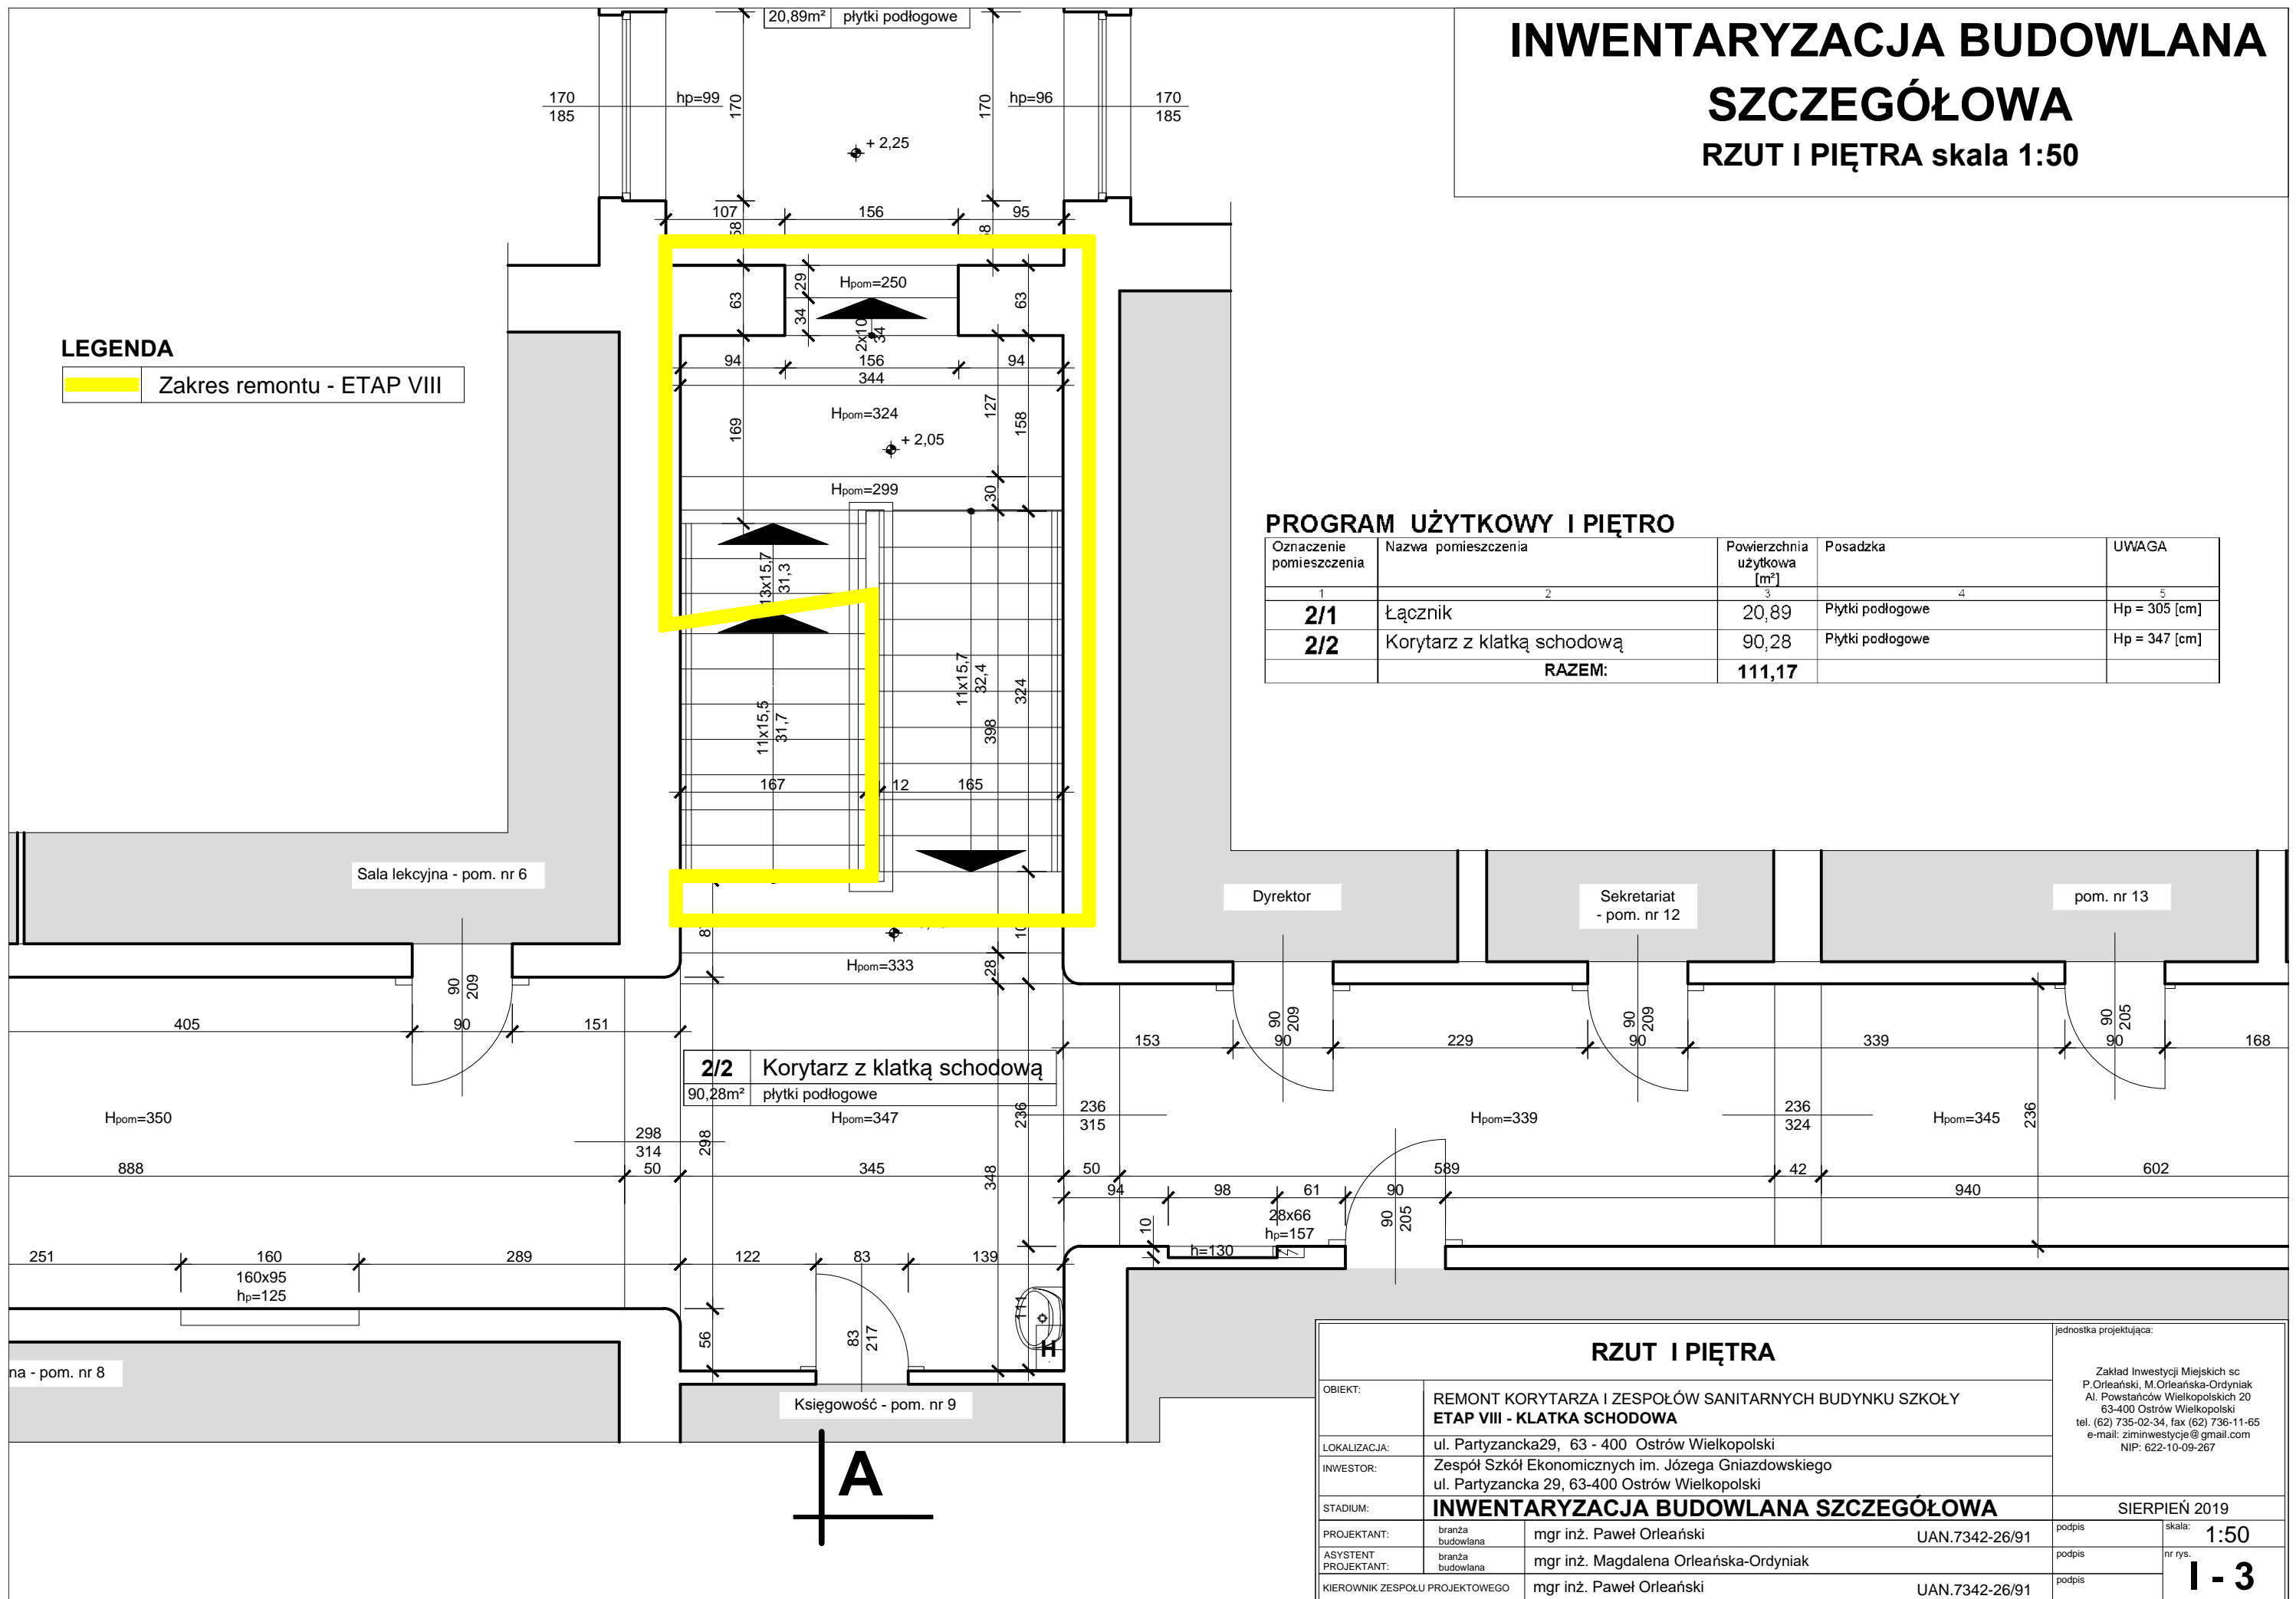 20,89m² płytki podłogowe
INWENTARYZACJA BUDOWLANA
SZCZEGÓŁOWA
RZUT I PIĘTRA skala 1:50
170
185
hp=99
170
170
hp=96
170
185
+ 2,25
107
156
95
LEGENDA
Zakres remontu - ETAP VIII
63
29
34
Hpom=250
63
2x10
34
94
156
94
344
169
Hpom=324
127
158
+ 2,05
Hpom=299
30
13x15,7
31,3
11x15,5
31,7
11x15,7
32,4
398
324
167
12
165
PROGRAM UŻYTKOWY I PIĘTRO
Oznaczenie pomieszczenia
Nazwa pomieszczenia
Powierzchnia użytkowa [m²]
Posadzka
UWAGA
1 2 3 4 5
2/1 Łącznik 20,89 Płytki podłogowe Hp = 305 [cm]
2/2 Korytarz z klatką schodową 90,28 Płytki podłogowe Hp = 347 [cm]
RAZEM: 111,17
Sala lekcyjna - pom. nr 6
Dyrektor
Sekretariat
- pom. nr 12
pom. nr 13
Hpom=333
28
90
209
405
90
151
90
209
153
90
229
90
209
90
339
90
205
90
168
2/2 Korytarz z klatką schodową
90,28m² płytki podłogowe
Hpom=350
Hpom=347
236
236
315
Hpom=339
236
324
Hpom=345
236
298
314
298
888
50
345
348
50
589
42
602
94
98
61
90
940
28x66
hp=157
10
h=130
90
205
251
160
289
122
83
139
160x95
hp=125
56
83
217
111
H
na - pom. nr 8
Księgowość - pom. nr 9
A
RZUT I PIĘTRA
jednostka projektująca:
Zakład Inwestycji Miejskich sc
P.Orleański, M.Orleańska-Ordyniak
Al. Powstańców Wielkopolskich 20
63-400 Ostrów Wielkopolski
tel. (62) 735-02-34, fax (62) 736-11-65
e-mail: ziminwestycje@gmail.com
NIP: 622-10-09-267
OBIEKT:
REMONT KORYTARZA I ZESPOŁÓW SANITARNYCH BUDYNKU SZKOŁY
ETAP VIII - KLATKA SCHODOWA
LOKALIZACJA: ul. Partyzancka29, 63 - 400 Ostrów Wielkopolski
INWESTOR: Zespół Szkół Ekonomicznych im. Józega Gniazdowskiego
ul. Partyzancka 29, 63-400 Ostrów Wielkopolski
STADIUM: INWENTARYZACJA BUDOWLANA SZCZEGÓŁOWA
SIERPIEŃ 2019
PROJEKTANT: branża budowlana mgr inż. Paweł Orleański UAN.7342-26/91 podpis
skala: 1:50
ASYSTENT PROJEKTANT: branża budowlana mgr inż. Magdalena Orleańska-Ordyniak podpis
nr rys. I - 3
KIEROWNIK ZESPOŁU PROJEKTOWEGO mgr inż. Paweł Orleański UAN.7342-26/91 podpis